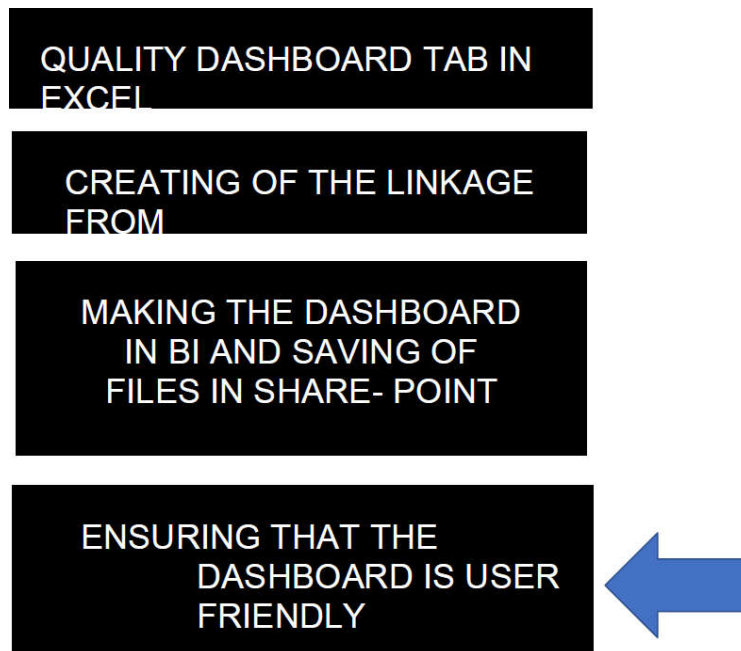 QUALITY DASHBOARD TAB IN
EXCEL
CREATING OF THE LINKAGE
FROM
MAKING THE DASHBOARD
IN BI AND SAVING OF
FILES IN SHARE- POINT
ENSURING THAT THE
DASHBOARD IS USER
FRIENDLY